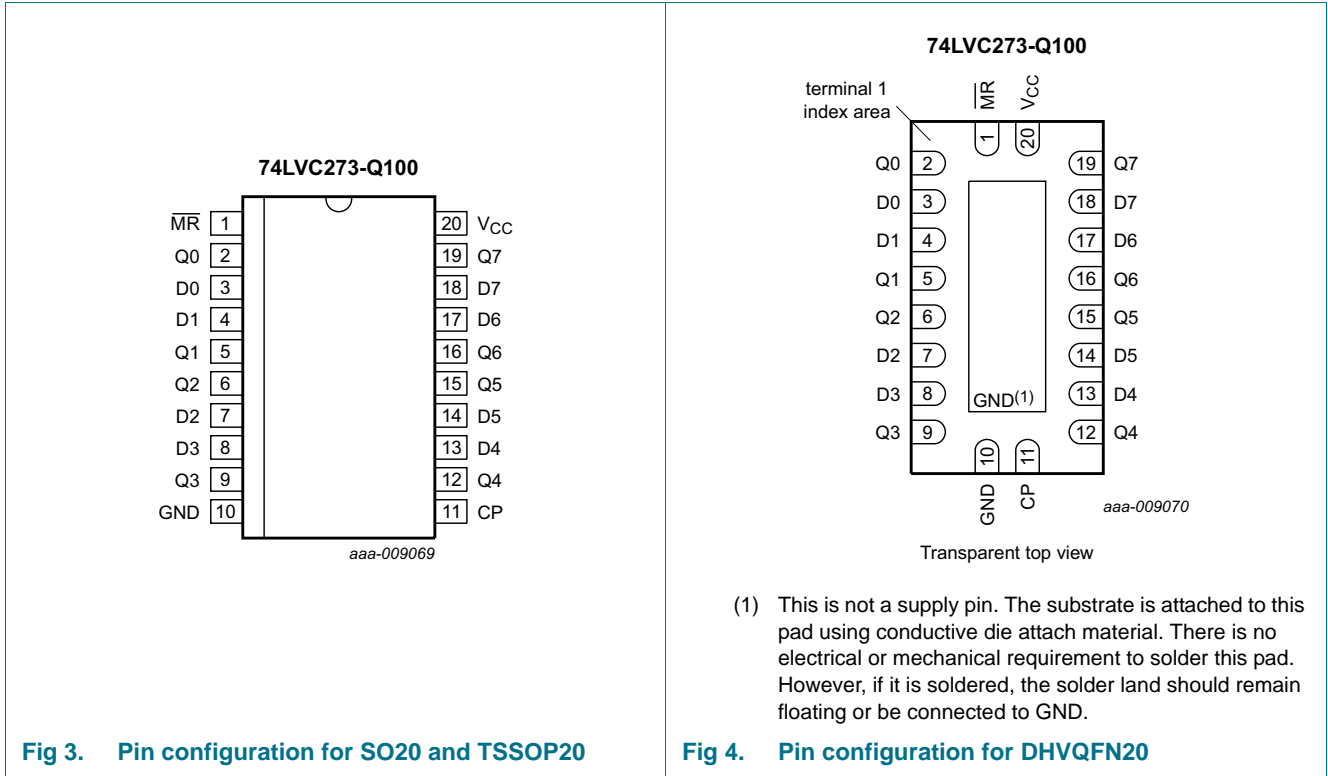 74LVC273-Q100
MR 1
Q0 2
D0 3
D1 4
Q1 5
Q2 6
D2 7
D3 8
Q3 9
GND 10
20 VCC
19 Q7
18 D7
17 D6
16 Q6
15 Q5
14 D5
13 D4
12 Q4
11 CP
aaa-009069
Fig 3. Pin configuration for SO20 and TSSOP20
74LVC273-Q100
terminal 1
index area
MR
VCC
1
20
Q0 2
D0 3
D1 4
Q1 5
Q2 6
D2 7
D3 8
Q3 9
19 Q7
18 D7
17 D6
16 Q6
15 Q5
14 D5
13 D4
12 Q4
GND(1)
10
11
GND
CP
aaa-009070
Transparent top view
(1) This is not a supply pin. The substrate is attached to this
pad using conductive die attach material. There is no
electrical or mechanical requirement to solder this pad.
However, if it is soldered, the solder land should remain
floating or be connected to GND.
Fig 4. Pin configuration for DHVQFN20